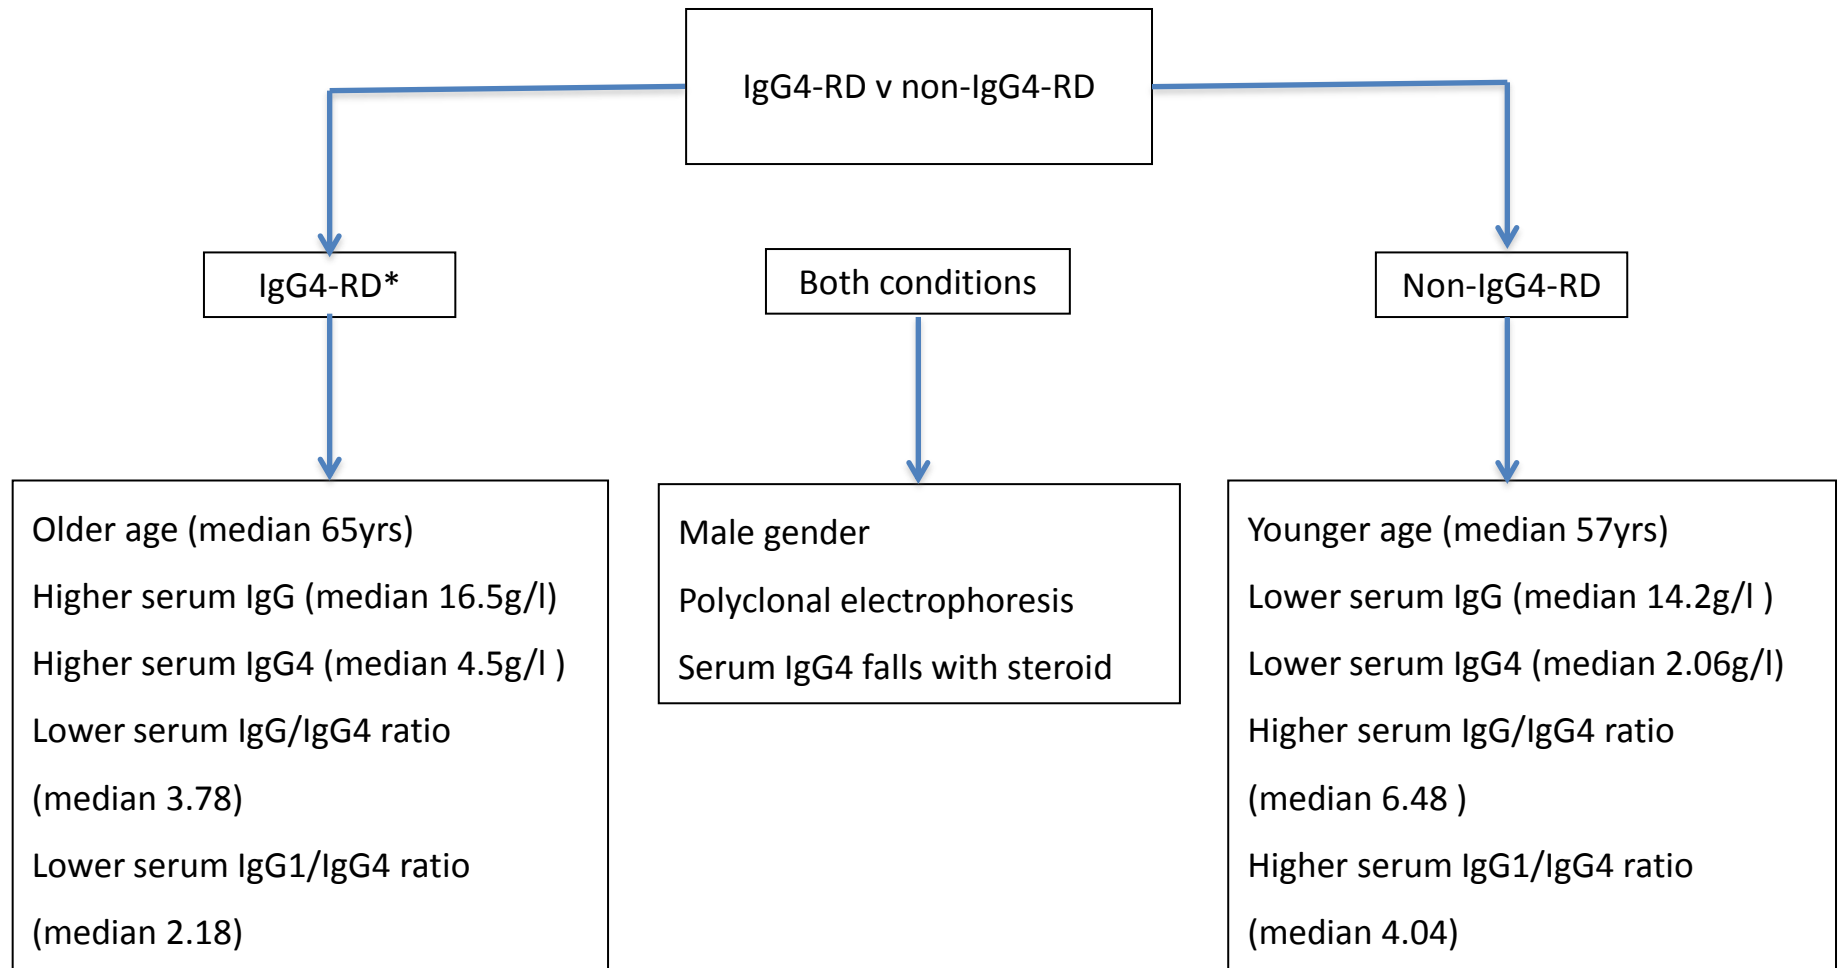 IgG4-RD v non-IgG4-RD
IgG4-RD*
Both conditions
Non-IgG4-RD
Older age (median 65yrs)
Higher serum IgG (median 16.5g/l)
Higher serum IgG4 (median 4.5g/l )
Lower serum IgG/IgG4 ratio
(median 3.78)
Lower serum IgG1/IgG4 ratio
(median 2.18)
Male gender
Polyclonal electrophoresis
Serum IgG4 falls with steroid
Younger age (median 57yrs)
Lower serum IgG (median 14.2g/l )
Lower serum IgG4 (median 2.06g/l)
Higher serum IgG/IgG4 ratio
(median 6.48 )
Higher serum IgG1/IgG4 ratio
(median 4.04)